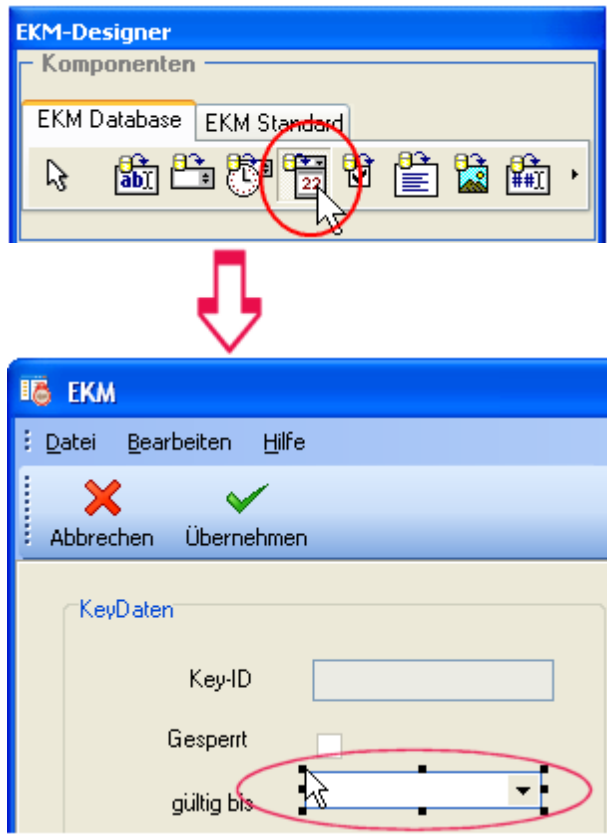 EKM-Designer
Komponenten
EKM Database EKM Standard
abI 22 ##I
EKM
Datei Bearbeiten Hilfe
Abbrechen Übernehmen
KeyDaten
Key-ID
Gesperrt
gültig bis